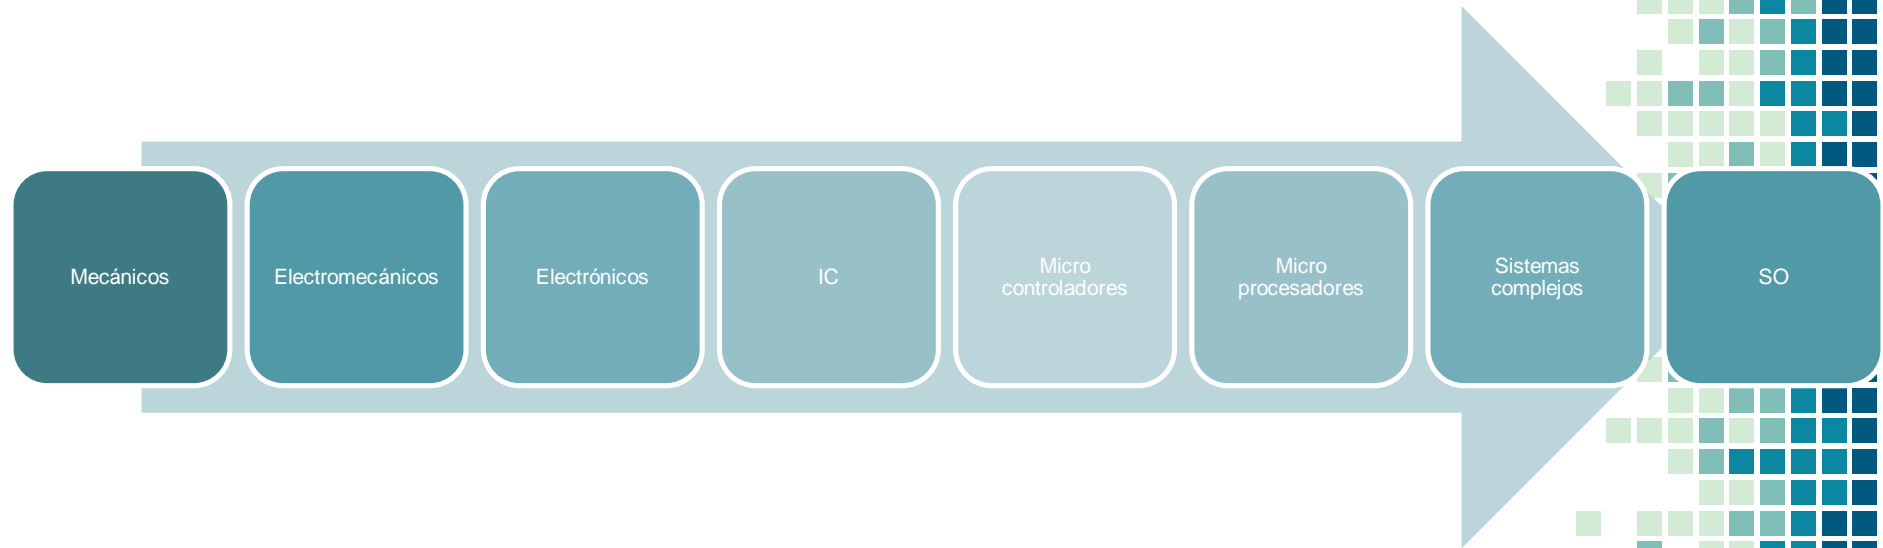 Mecánicos
Electromecánicos
Electrónicos
IC
Micro
controladores
Micro
procesadores
Sistemas
complejos
SO